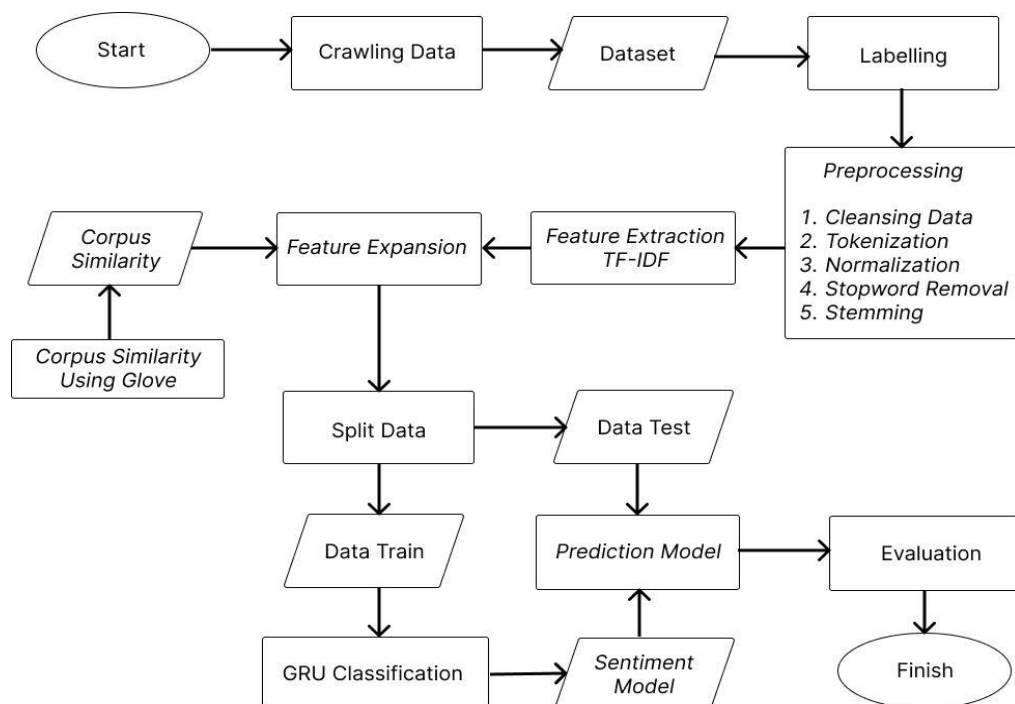 Start
Crawling Data
Dataset
Labelling
Preprocessing
1. Cleansing Data
2. Tokenization
3. Normalization
4. Stopword Removal
5. Stemming
Feature Extraction
TF-IDF
Feature Expansion
Corpus
Similarity
Corpus Similarity
Using Glove
Split Data
Data Test
Data Train
Prediction Model
Evaluation
GRU Classification
Sentiment
Model
Finish